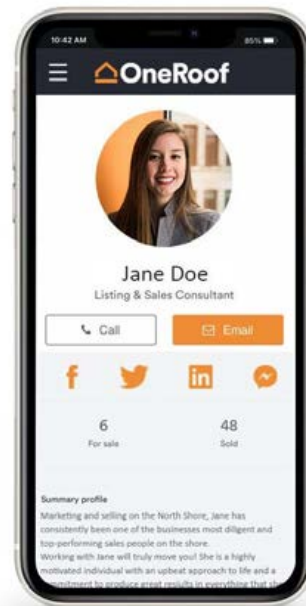 10:42 AM 85%
OneRoof
Jane Doe
Listing & Sales Consultant
Call Email
f in
6 48
For sale Sold
Summary profile
Marketing and selling on the North Shore, Jane has
consistently been one of the businesses most diligent and
top-performing sales people on the shore.
Working with Jane will truly move you! She is a highly
motivated individual with an upbeat approach to life and a
commitment to produce great results in everything that she